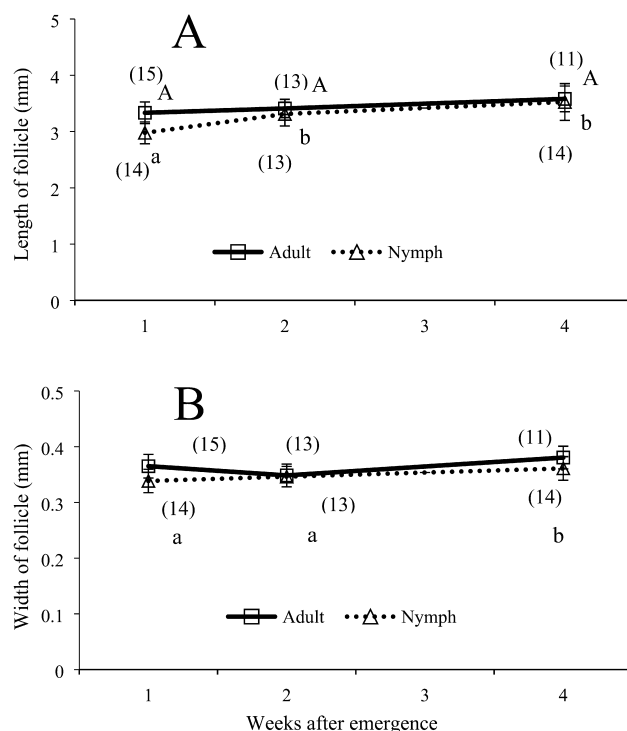 5
A
(11)
(15)
(13)
A
A
A
4
3
b
a
(14)
(13)
(14)
2
1
Adult
Nymph
0
1
2
3
4
Length of follicle (mm)
0.5
B
(15)
(13)
(11)
0.4
(14)
(13)
(14)
0.3
a
a
b
0.2
0.1
Adult
Nymph
0
1
2
3
4
Width of follicle (mm)
Weeks after emergence